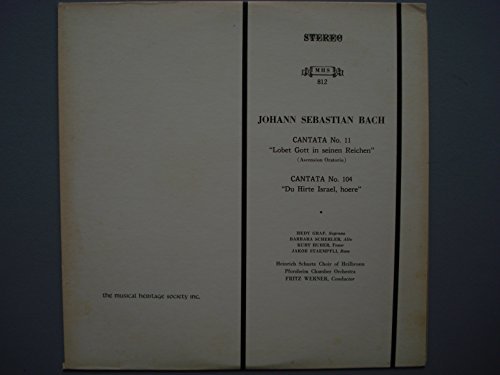 STEREO
MHS
812
JOHANN SEBASTIAN BACH
CANTATA No. 11
"Lobet Gott in seinen Reichen"
(Ascension Oratorio)
CANTATA No. 104
"Du Hirte Israel, hoere"
HEDY GRAF, Soprano
BARBARA SCHERLER, Alto
KURT HUBER, Tenor
JAKOB STAEMPFLI, Bass
Heinrich Schuetz Choir of Heilbronn
Pforzheim Chamber Orchestra
FRITZ WERNER, Conductor
the musical heritage society inc.